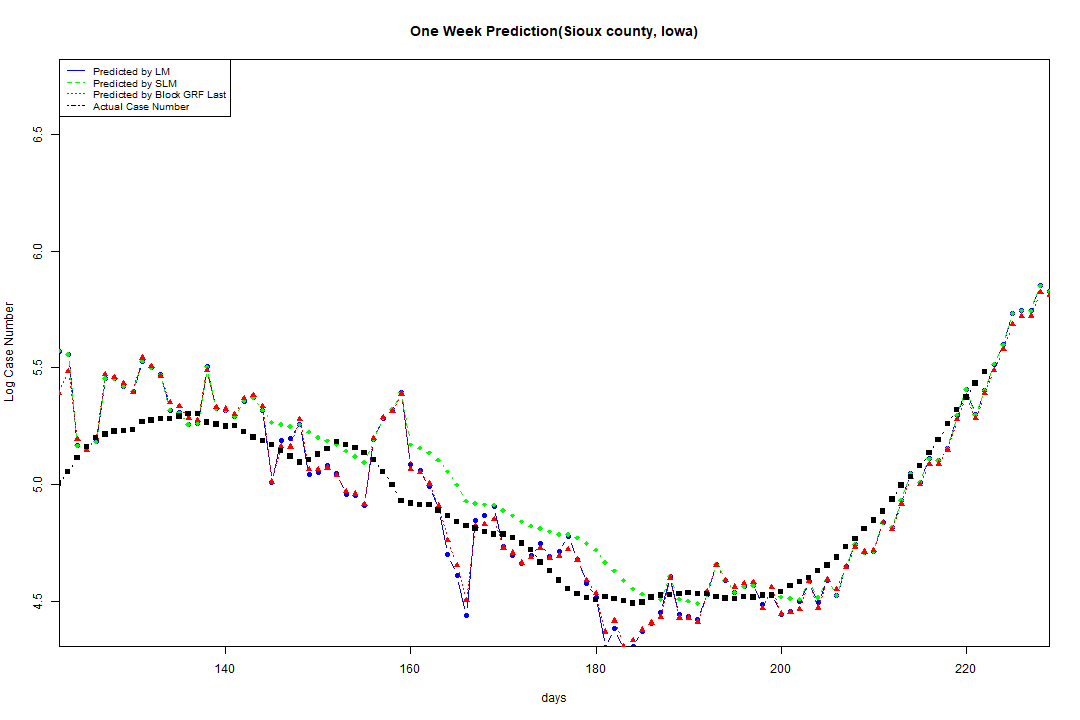 One Week Prediction(Sioux county, Iowa)
Predicted by LM
Predicted by SLM
Predicted by Block GRF Last
Actual Case Number
6.5
6.0
5.5
5.0
4.5
Log Case Number
140 160 180 200 220
days